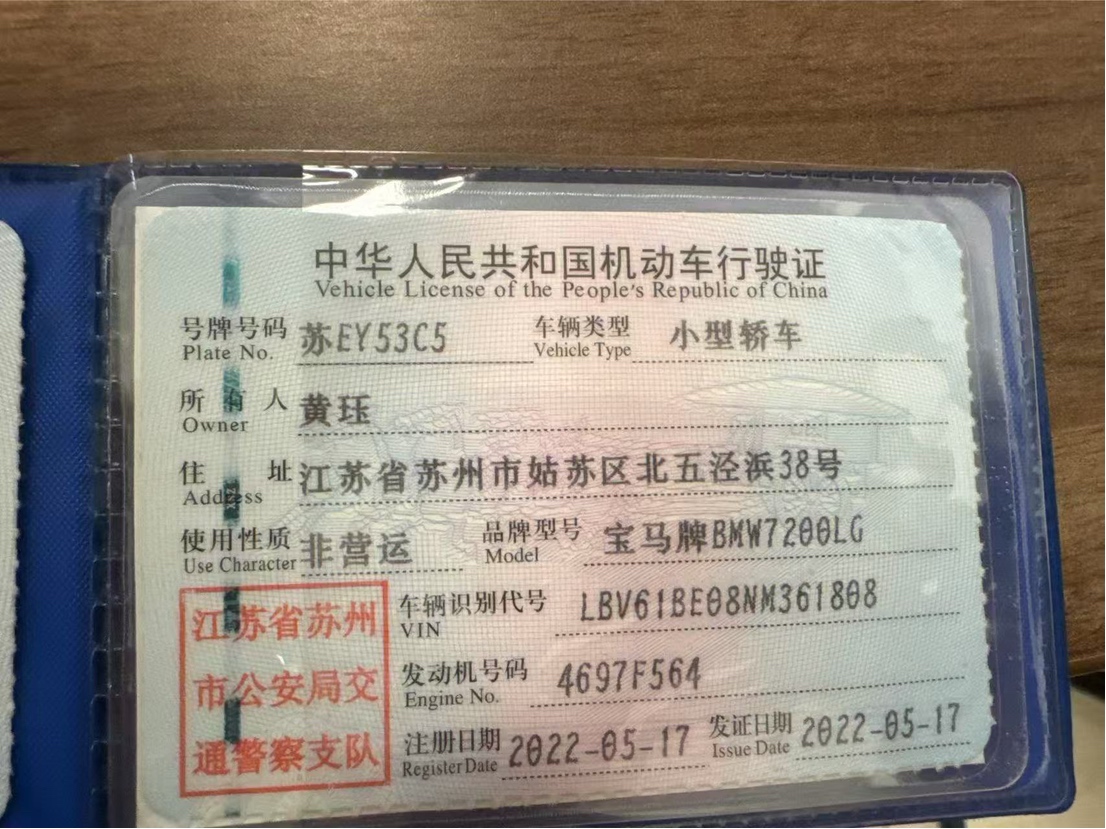 中华人民共和国机动车行驶证
Vehicle License of the People's Republic of China
号牌号码 苏EY53C5 车辆类型 小型轿车
Plate No. Vehicle Type
所有人 黄珏
Owner
住址 江苏省苏州市姑苏区北五泾浜38号
Address
使用性质 非营运 品牌型号 宝马牌BMW7200LG
Use Character Model
江苏省苏州
市公安局交
通警察支队
车辆识别代号 LBV61BE08NM361808
VIN
发动机号码 4697F564
Engine No.
注册日期 2022-05-17 发证日期 2022-05-17
Register Date Issue Date